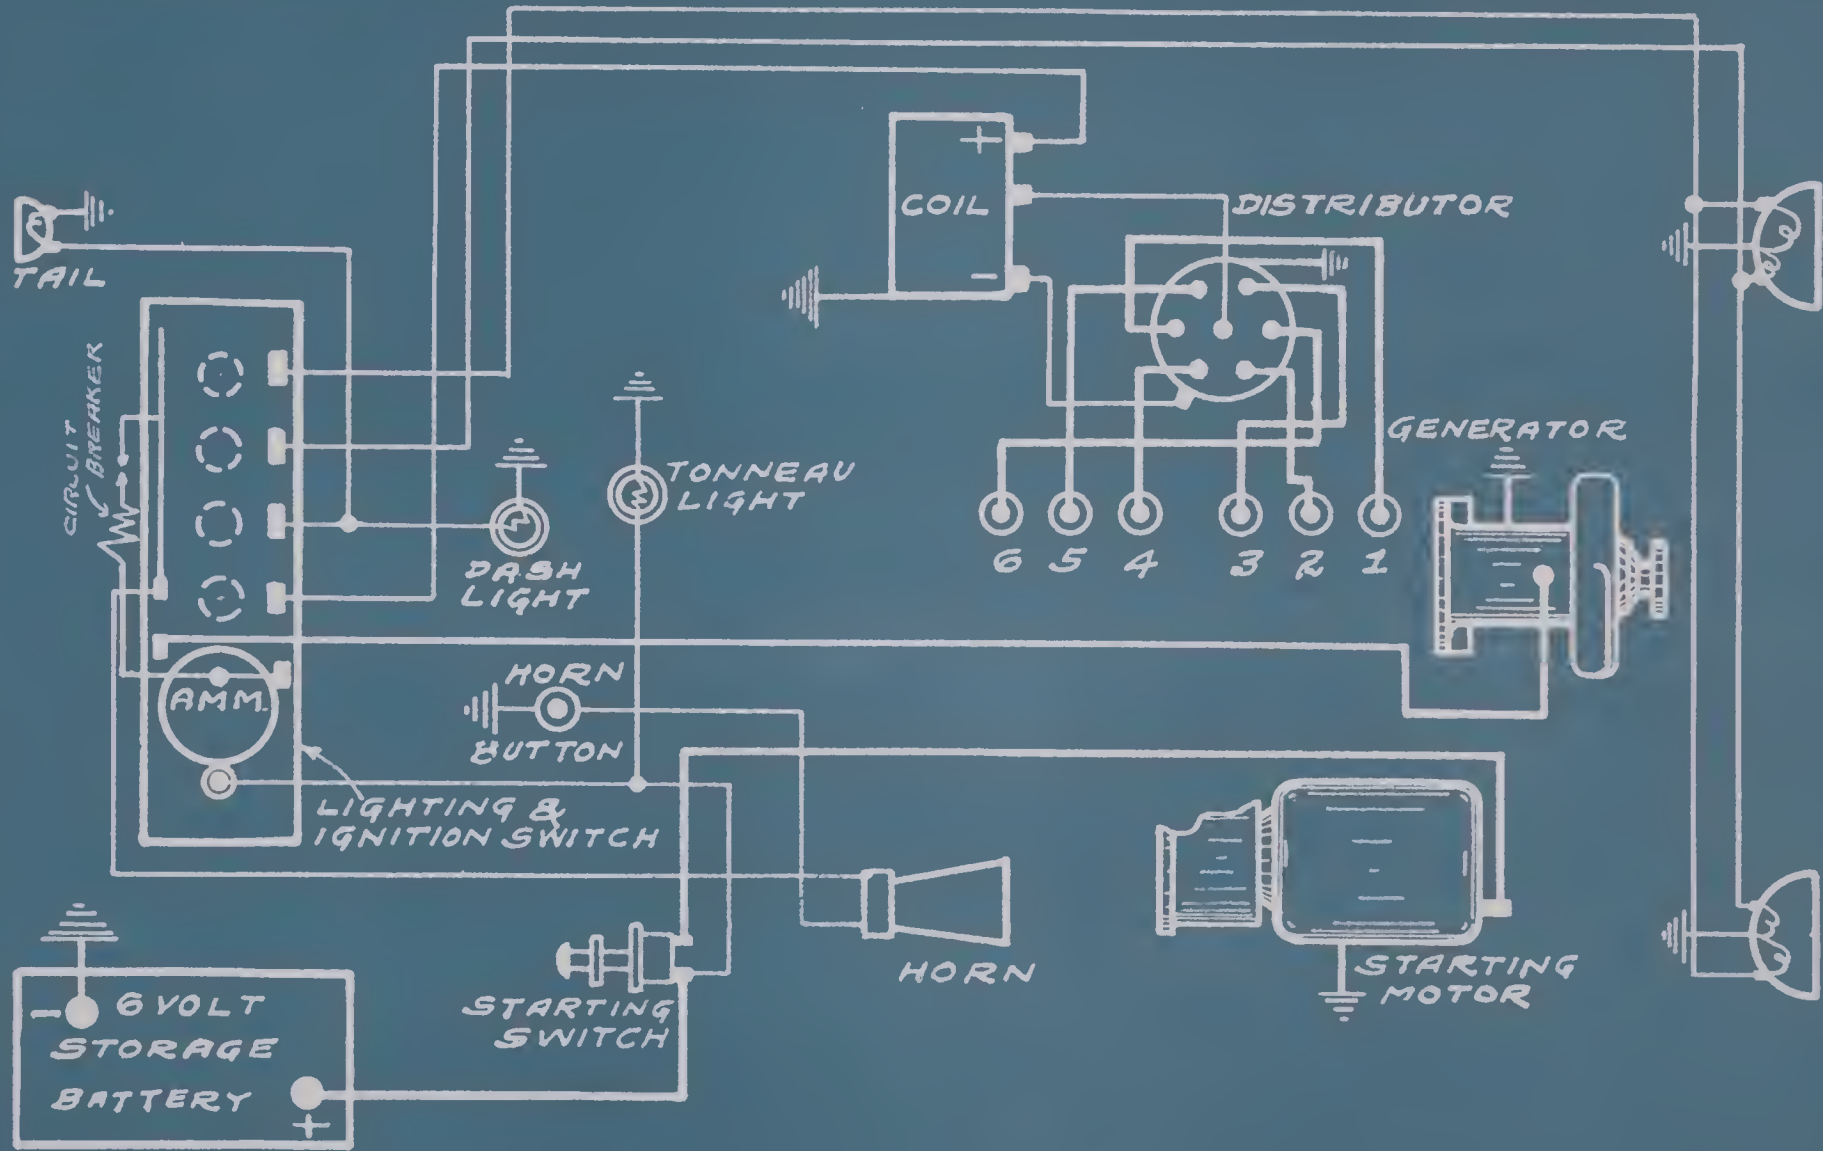 +
COIL
-
DISTRIBUTOR
TAIL
CIRCUIT
BREAKER
TONNEAU
LIGHT
GENERATOR
DASH
LIGHT
6 5 4 3 2 1
AMM.
HORN
BUTTON
LIGHTING &
IGNITION SWITCH
HORN
STARTING
MOTOR
STARTING
SWITCH
- 6 VOLT
STORAGE
BATTERY
+